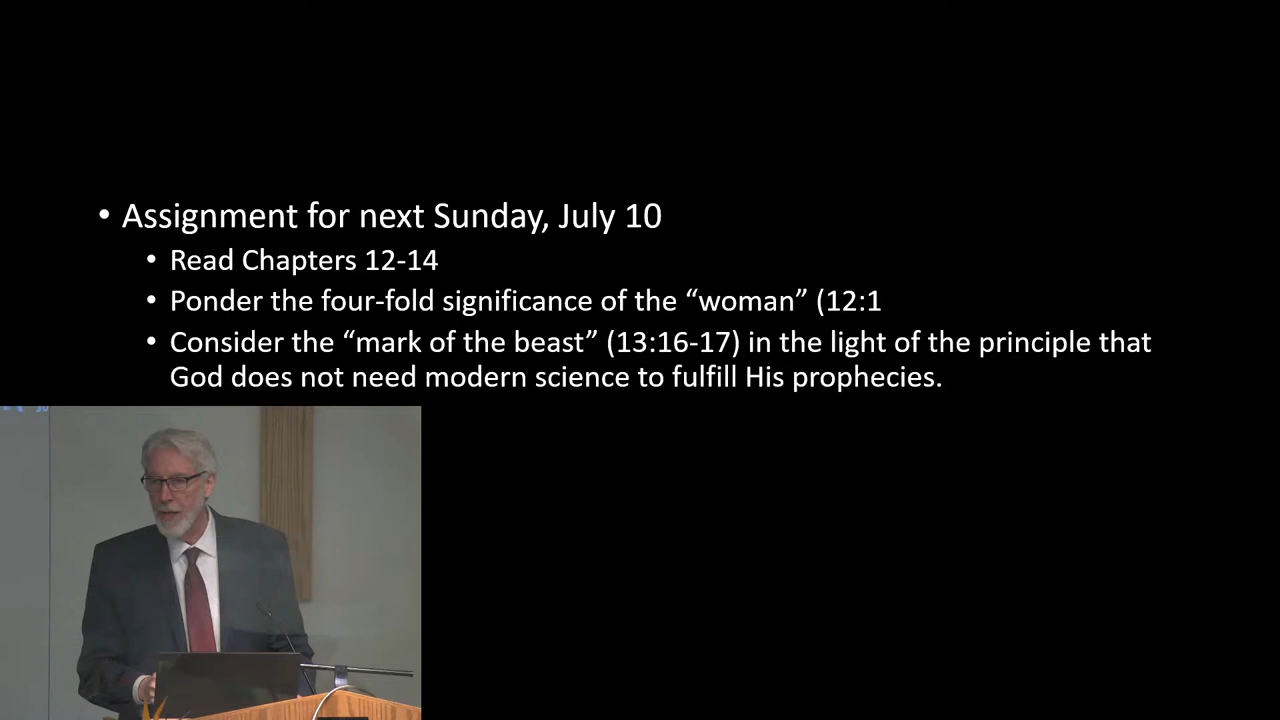 • Assignment for next Sunday, July 10
• Read Chapters 12-14
• Ponder the four-fold significance of the “woman” (12:1
• Consider the “mark of the beast” (13:16-17) in the light of the principle that
God does not need modern science to fulfill His prophecies.